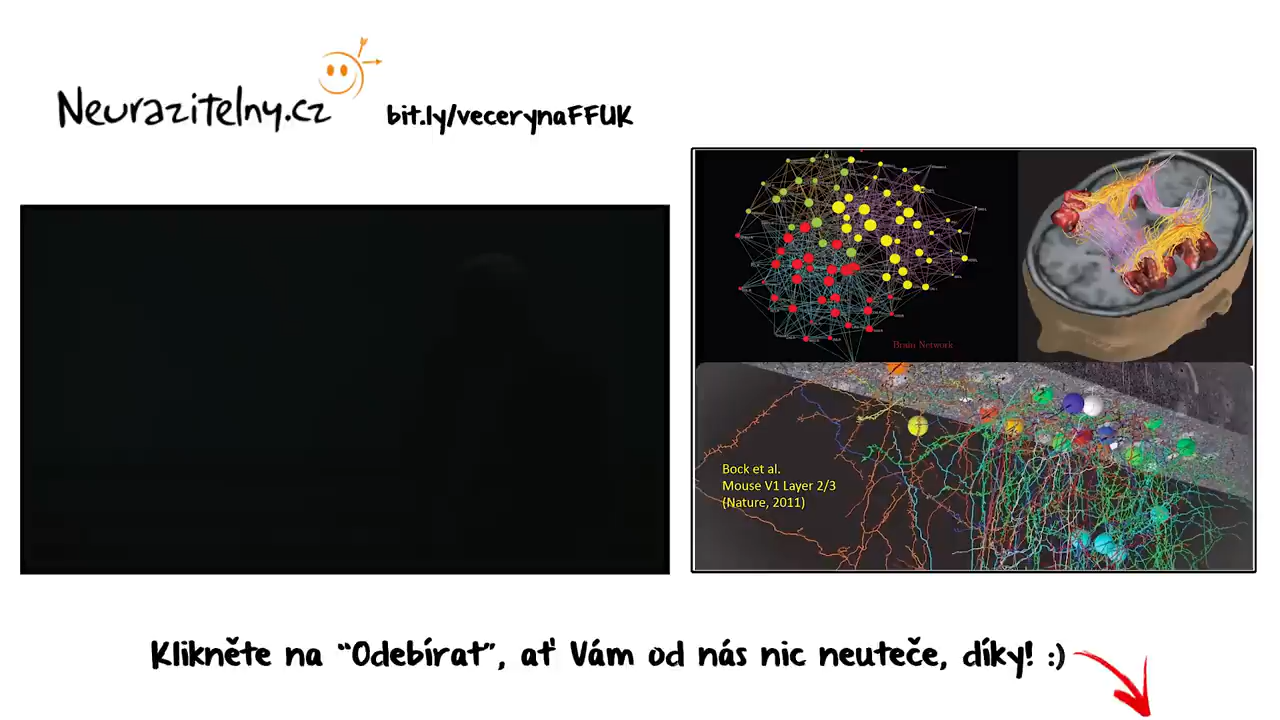 Neurazitelny.cz
bit.ly/vecerynaFFUK
Brain Network
Bock et al.
Mouse V1 Layer 2/3
(Nature, 2011)
Klikněte na “Odebírat”, ať Vám od nás nic neuteče, díky! :)